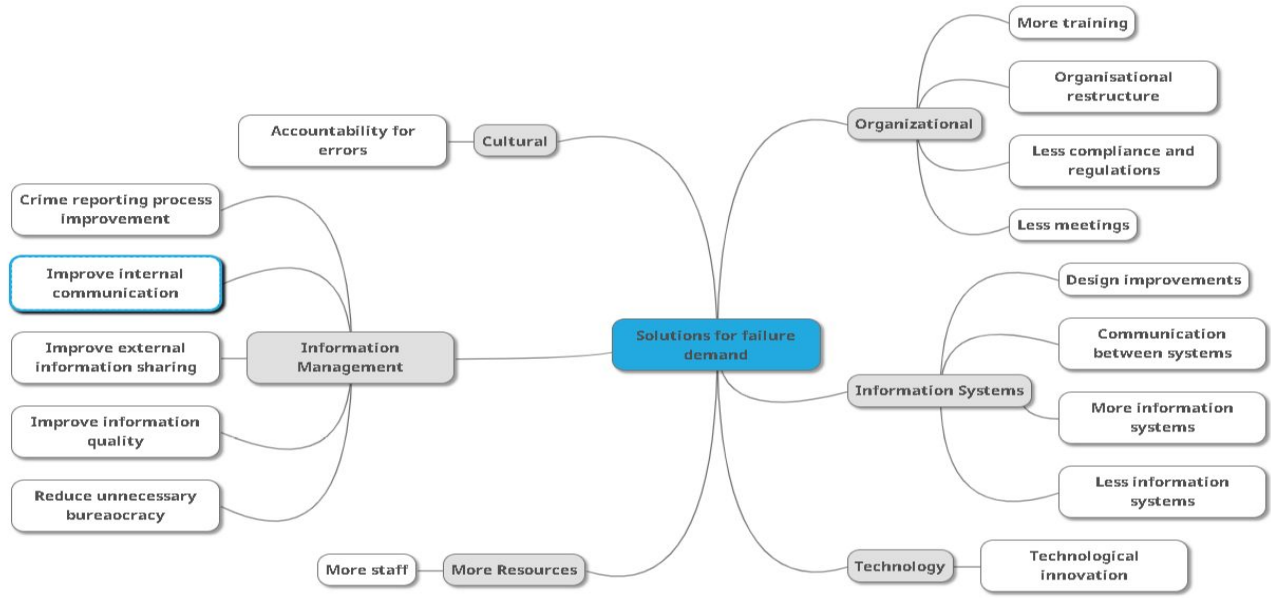 Solutions for failure
demand
Cultural
Accountability for
errors
Information
Management
Crime reporting process
improvement
Improve internal
communication
Improve external
information sharing
Improve information
quality
Reduce unnecessary
bureaocracy
More Resources
More staff
Organizational
More training
Organisational
restructure
Less compliance and
regulations
Less meetings
Information Systems
Design improvements
Communication
between systems
More information
systems
Less information
systems
Technology
Technological
innovation